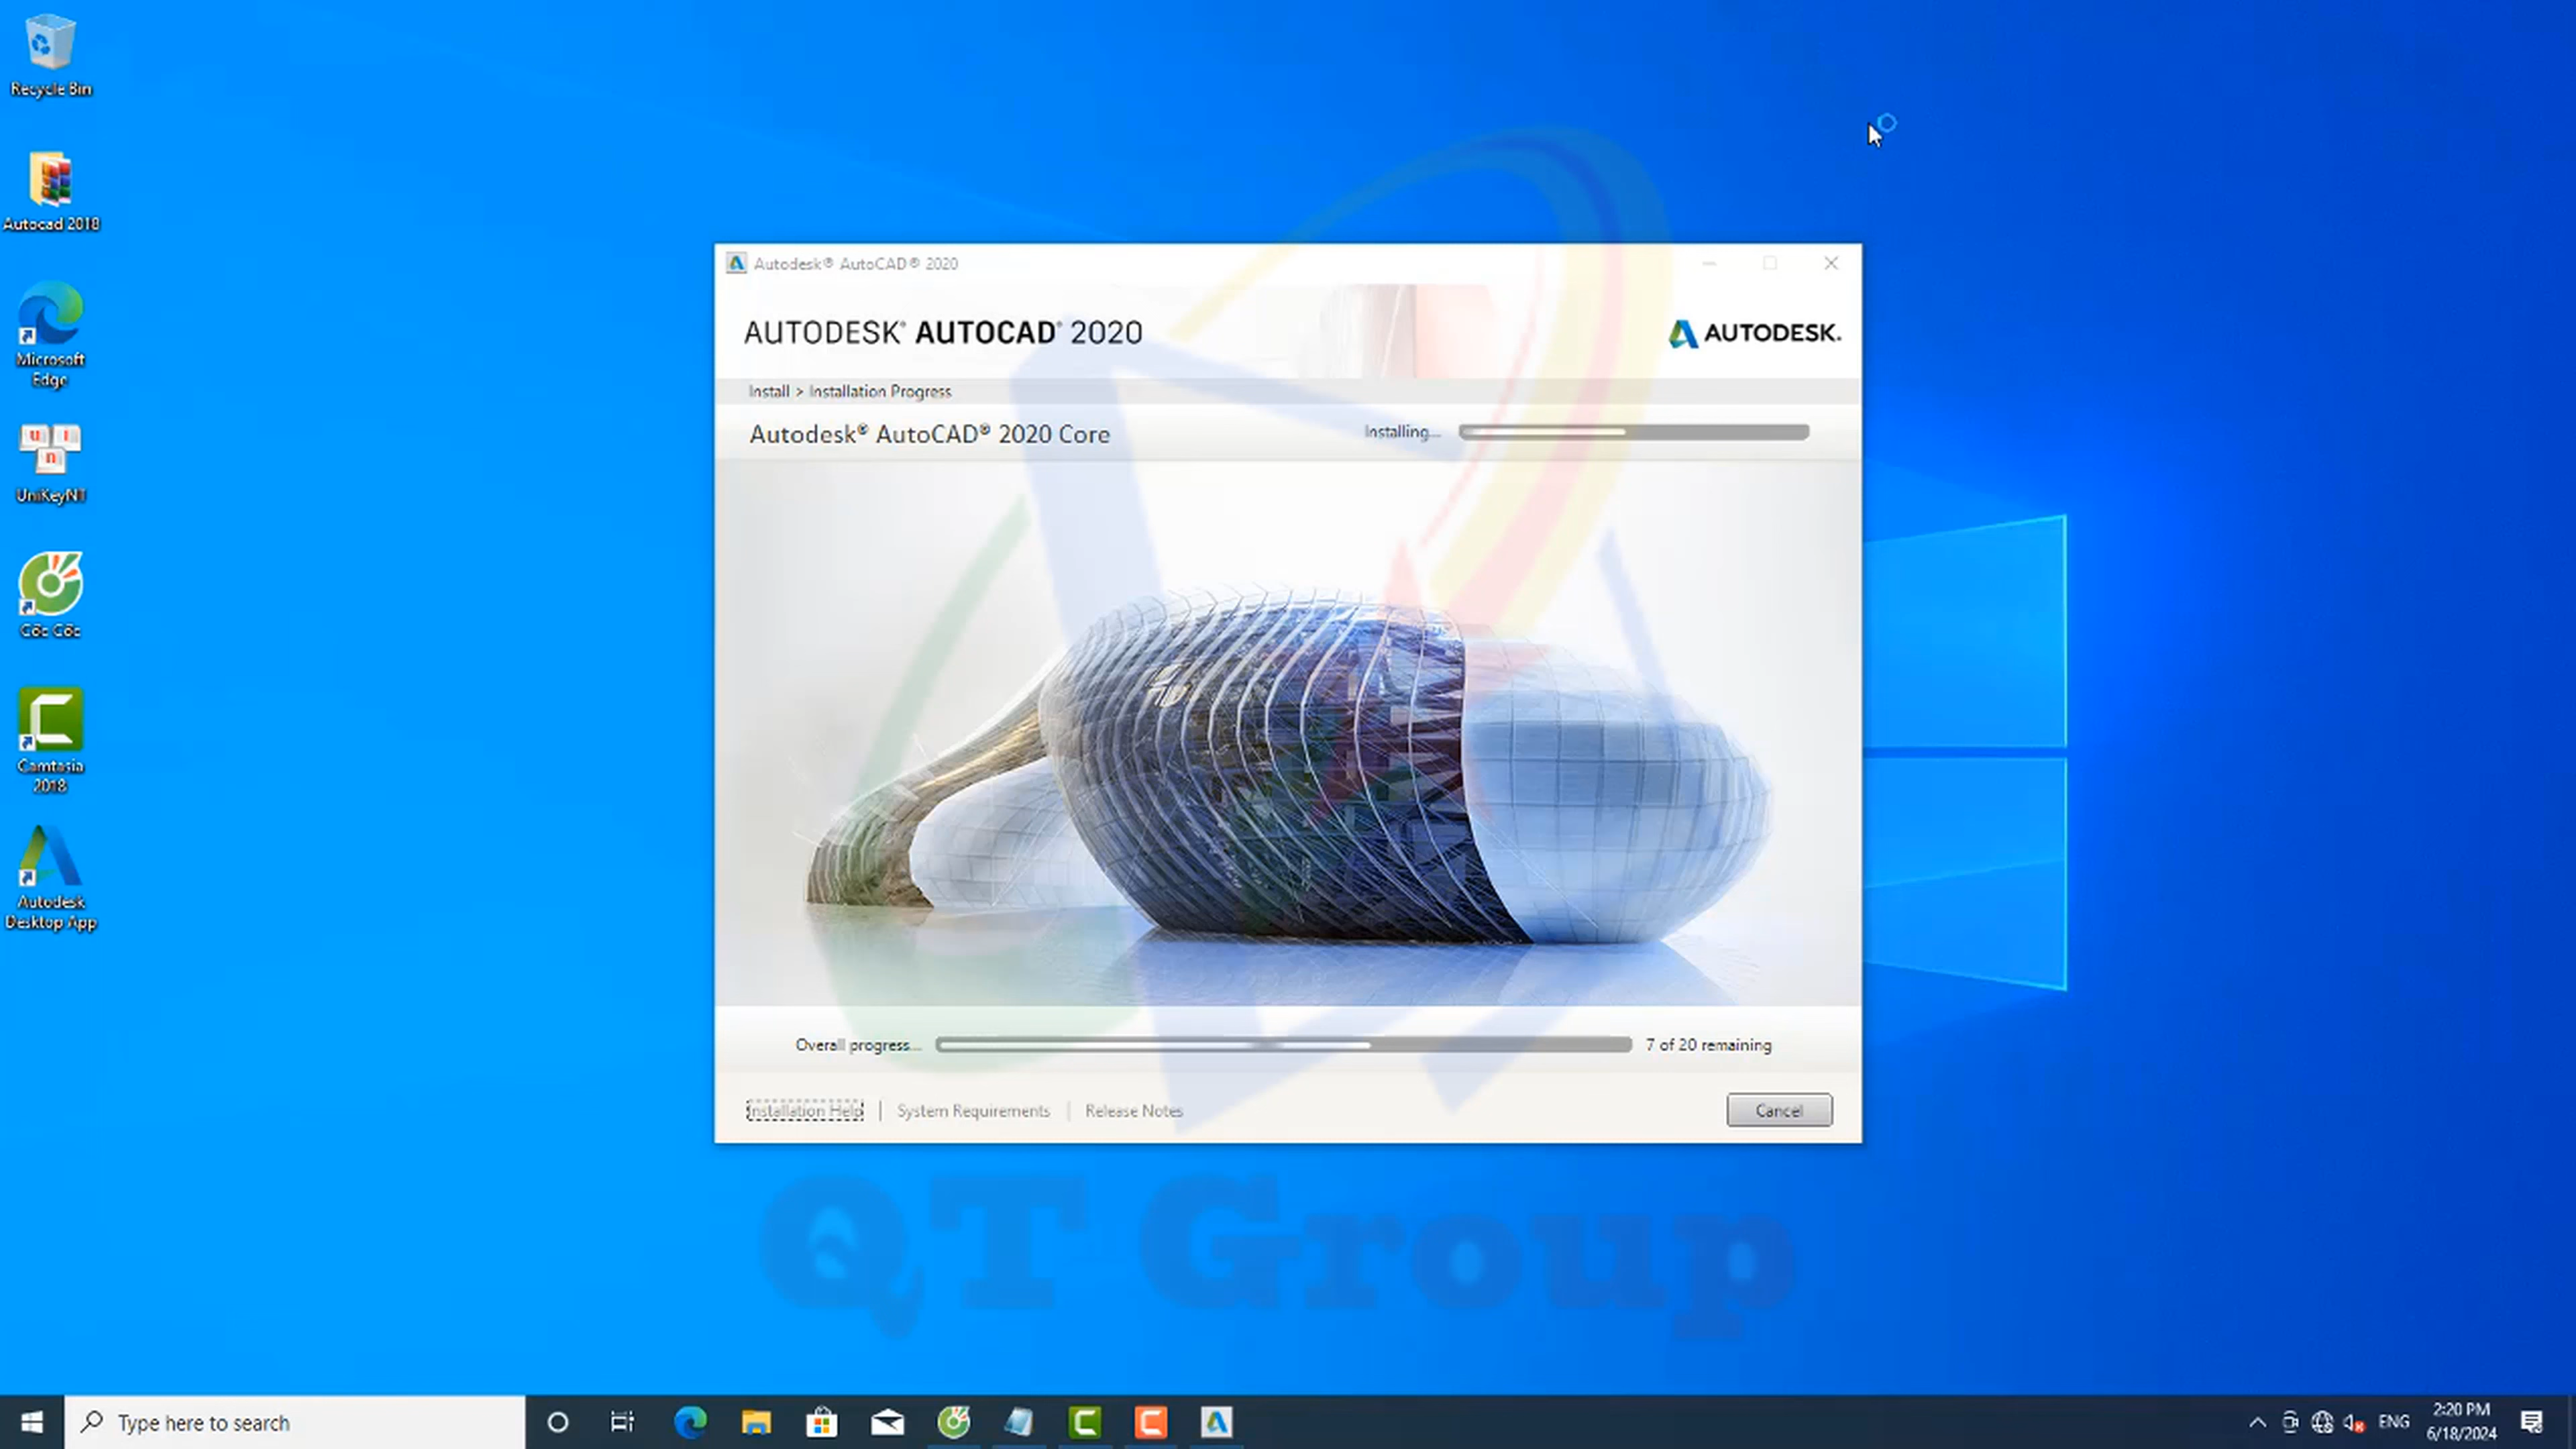 Recycle Bin
Autocad 2018
Microsoft
Edge
UniKeyNT
Cốc Cốc
Camtasia
2018
Autodesk
Desktop App
Autodesk® AutoCAD® 2020
AUTODESK® AUTOCAD® 2020
AUTODESK.
Install > Installation Progress
Autodesk® AutoCAD® 2020 Core
Installing...
Overall progress...
7 of 20 remaining
Installation Help | System Requirements | Release Notes
Cancel
QT Group
Type here to search
ENG
2:20 PM
6/18/2024